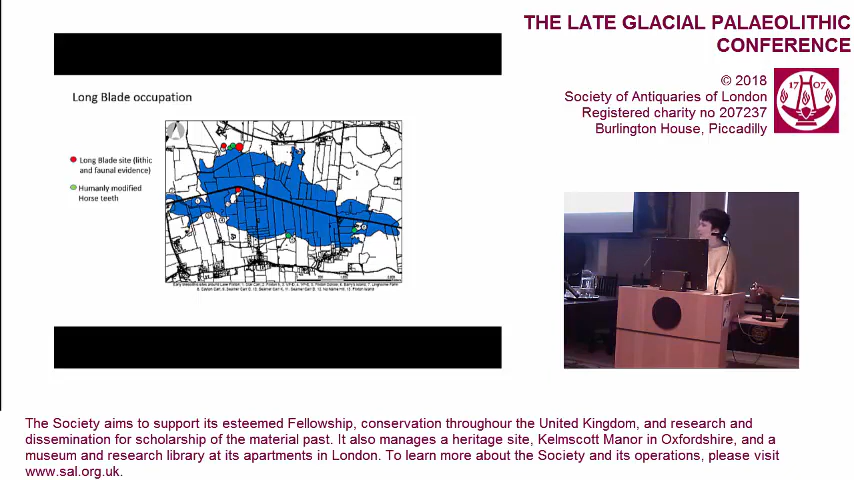 THE LATE GLACIAL PALAEOLITHIC
CONFERENCE
© 2018
Society of Antiquaries of London
Registered charity no 207237
Burlington House, Piccadilly
17 07
Long Blade occupation
Long Blade site (lithic
and faunal evidence)
Humanly modified
Horse teeth
The Society aims to support its esteemed Fellowship, conservation throughour the United Kingdom, and research and
dissemination for scholarship of the material past. It also manages a heritage site, Kelmscott Manor in Oxfordshire, and a
museum and research library at its apartments in London. To learn more about the Society and its operations, please visit
www.sal.org.uk.